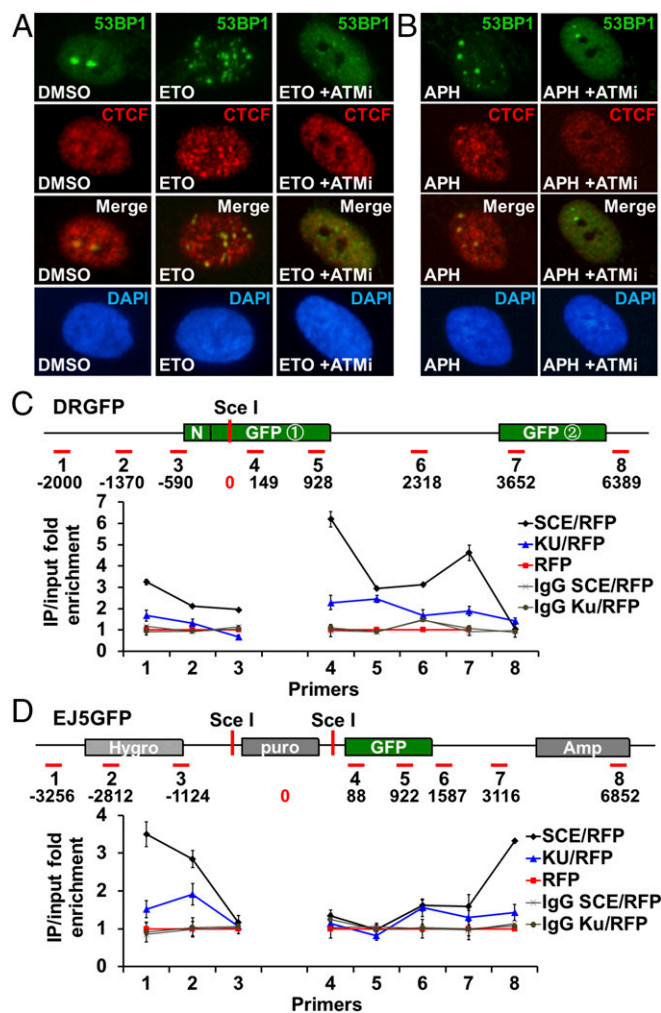 A
B
53BP1 53BP1 53BP1 53BP1 53BP1
DMSO ETO ETO +ATMi APH APH +ATMi
CTCF CTCF CTCF CTCF CTCF
DMSO ETO ETO +ATMi APH APH +ATMi
Merge Merge Merge Merge Merge
DMSO ETO ETO +ATMi APH APH +ATMi
DAPI DAPI DAPI DAPI DAPI
DMSO ETO ETO +ATMi APH APH +ATMi
C
DRGFP
Sce I
N GFP ① GFP ②
1 2 3 4 5 6 7 8
-2000 -1370 -590 0 149 928 2318 3652 6389
IP/input fold
enrichment
7
6
5
4
3
2
1
0
SCE/RFP
KU/RFP
RFP
IgG SCE/RFP
IgG Ku/RFP
1 2 3 4 5 6 7 8
Primers
D
EJ5GFP
Sce I Sce I
Hygro puro GFP Amp
1 2 3 4 5 6 7 8
-3256 -2812 -1124 0 88 922 1587 3116 6852
IP/input fold
enrichment
4
3
2
1
0
SCE/RFP
KU/RFP
RFP
IgG SCE/RFP
IgG Ku/RFP
1 2 3 4 5 6 7 8
Primers